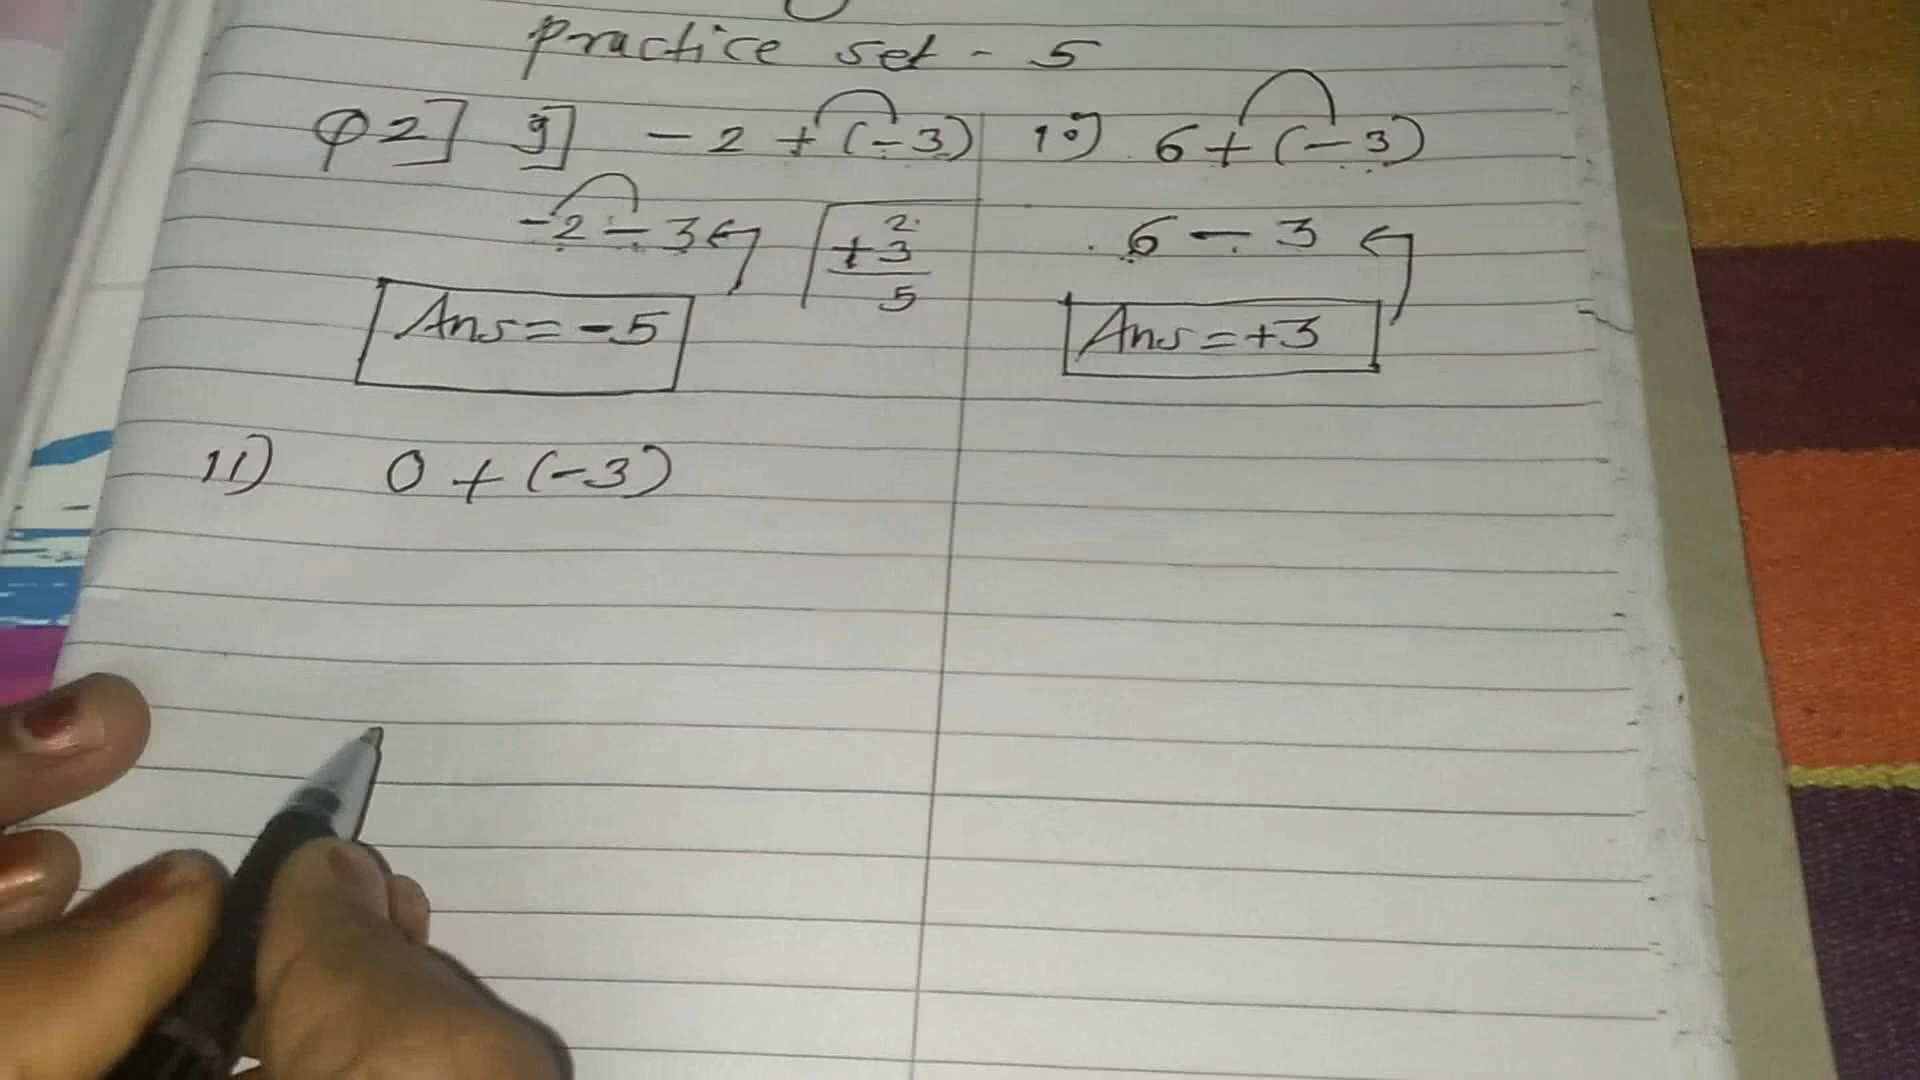 practice set - 5
Q2] 9] -2 + (-3)
-2 - 3
2
+3
5
Ans = -5
10) 6 + (-3)
6 - 3
Ans = +3
11) 0 + (-3)